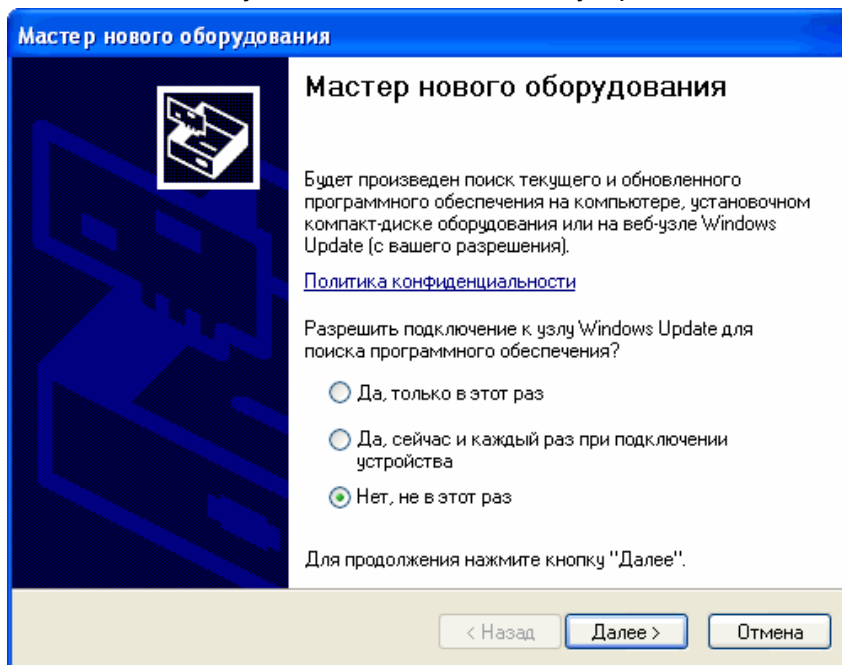 Мастер нового оборудования
Мастер нового оборудования
Будет произведен поиск текущего и обновленного
программного обеспечения на компьютере, установочном
компакт-диске оборудования или на веб-узле Windows
Update (с вашего разрешения).
Политика конфиденциальности
Разрешить подключение к узлу Windows Update для
поиска программного обеспечения?
Да, только в этот раз
Да, сейчас и каждый раз при подключении
устройства
Нет, не в этот раз
Для продолжения нажмите кнопку "Далее".
< Назад Далее > Отмена